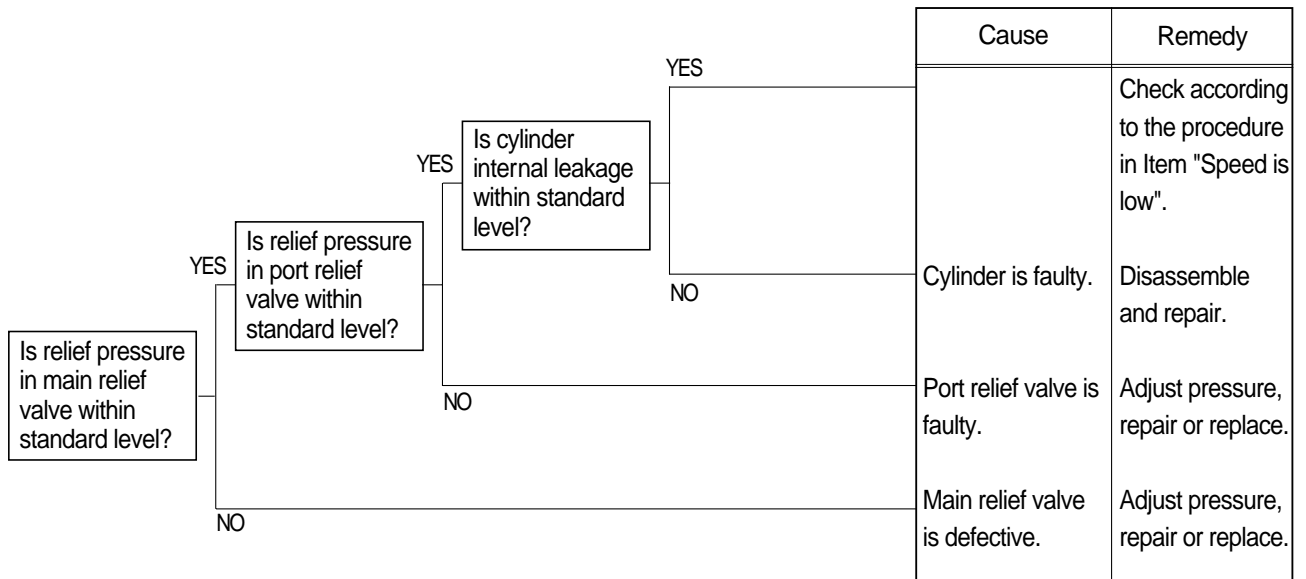 Cause
Remedy
YES
Check according
to the procedure
in Item "Speed is
low".
Is cylinder
internal leakage
within standard
level?
YES
NO
Cylinder is faulty.
Disassemble
and repair.
Is relief pressure
in port relief
valve within
standard level?
YES
NO
Port relief valve is
faulty.
Adjust pressure,
repair or replace.
Is relief pressure
in main relief
valve within
standard level?
NO
Main relief valve
is defective.
Adjust pressure,
repair or replace.